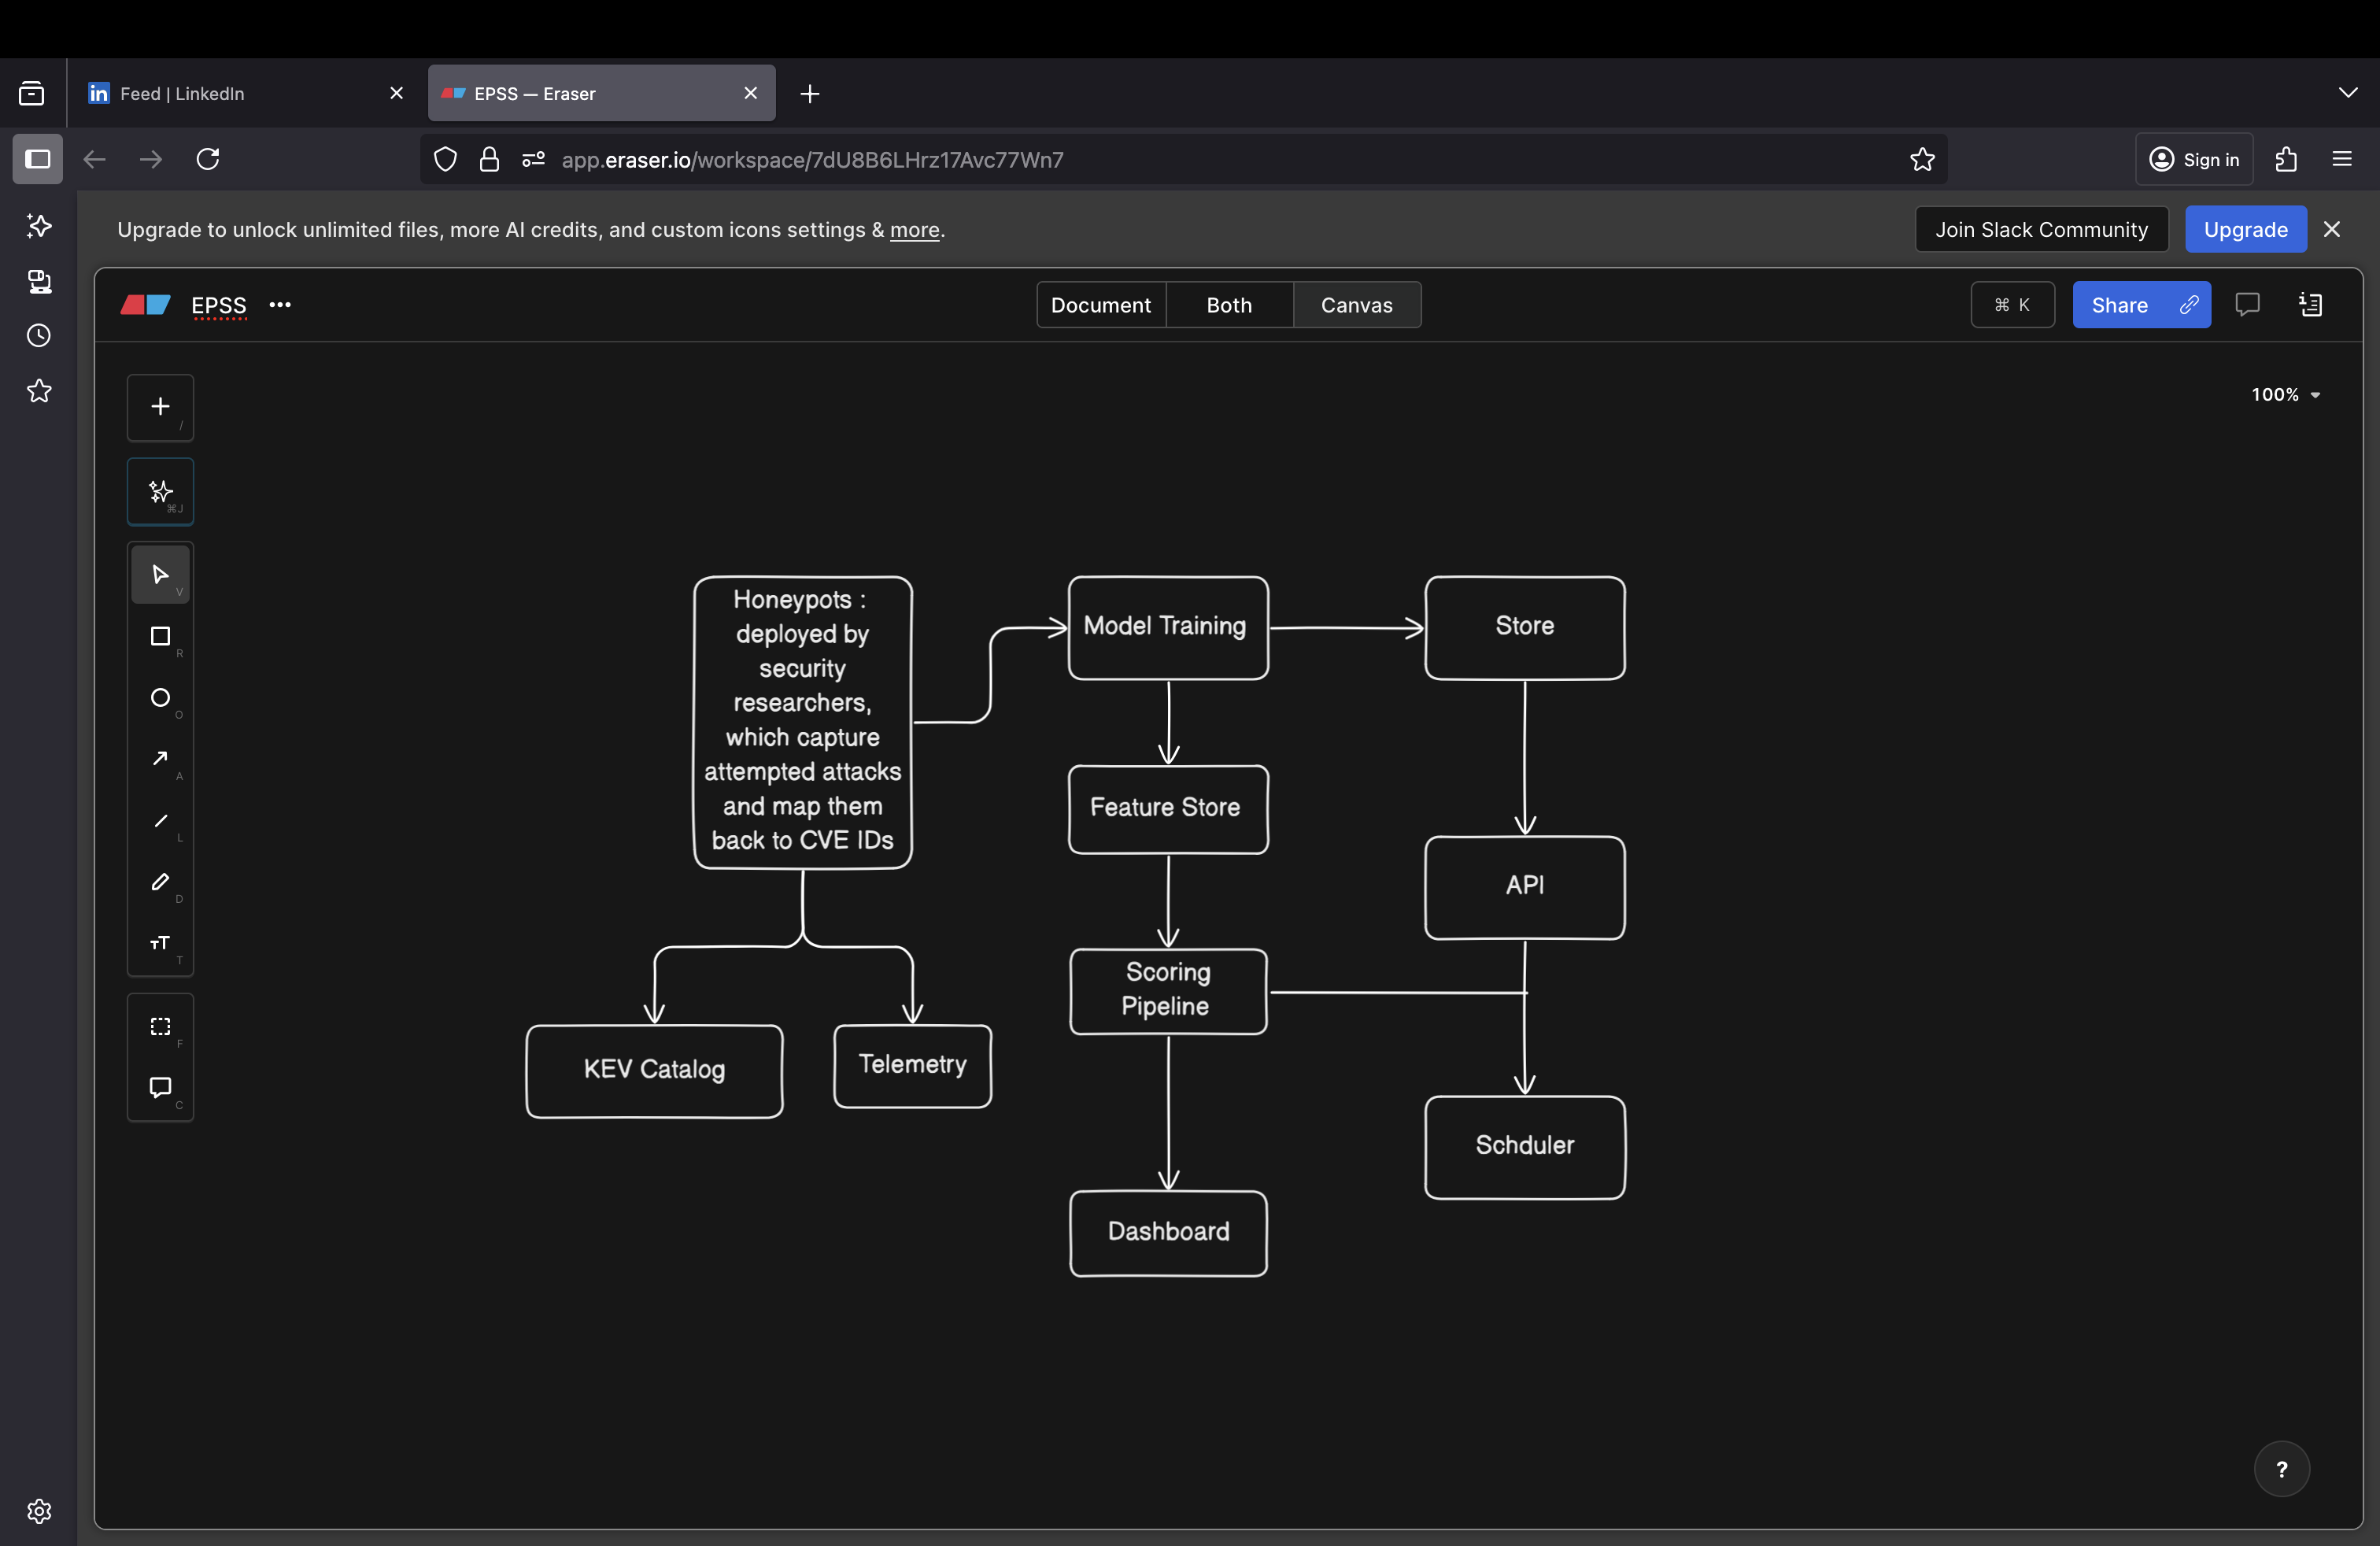 Feed | LinkedIn
EPSS — Eraser
app.eraser.io/workspace/7dU8B6LHrz17Avc77Wn7
Sign in
Upgrade to unlock unlimited files, more AI credits, and custom icons settings & more.
Join Slack Community
Upgrade
EPSS
Document
Both
Canvas
⌘ K
Share
100%
/
⌘J
V
R
O
A
L
D
TT
T
F
C
Honeypots :
deployed by
security
researchers,
which capture
attempted attacks
and map them
back to CVE IDs
Model Training
Store
Feature Store
API
Scoring
Pipeline
KEV Catalog
Telemetry
Schduler
Dashboard
?